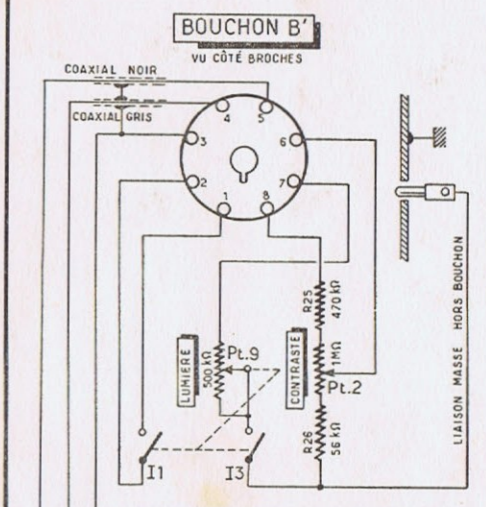 BOUCHON B'
VU CÔTÉ BROCHES
COAXIAL NOIR
COAXIAL GRIS
4
5
3
6
2
7
1
8
R25
470 kΩ
LUMIERE
500 kΩ
Pt.9
CONTRASTE
1MΩ
Pt.2
R26
56 kΩ
I1
I3
LIAISON MASSE HORS BOUCHON